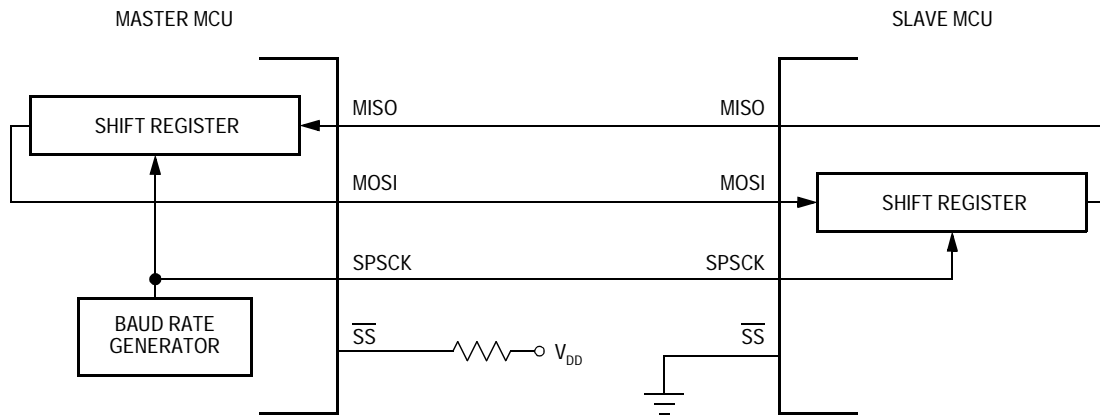 MASTER MCU
SLAVE MCU
SHIFT REGISTER
MISO
MISO
MOSI
MOSI
SHIFT REGISTER
SPSCK
SPSCK
BAUD RATE
GENERATOR
SS
VDD
SS